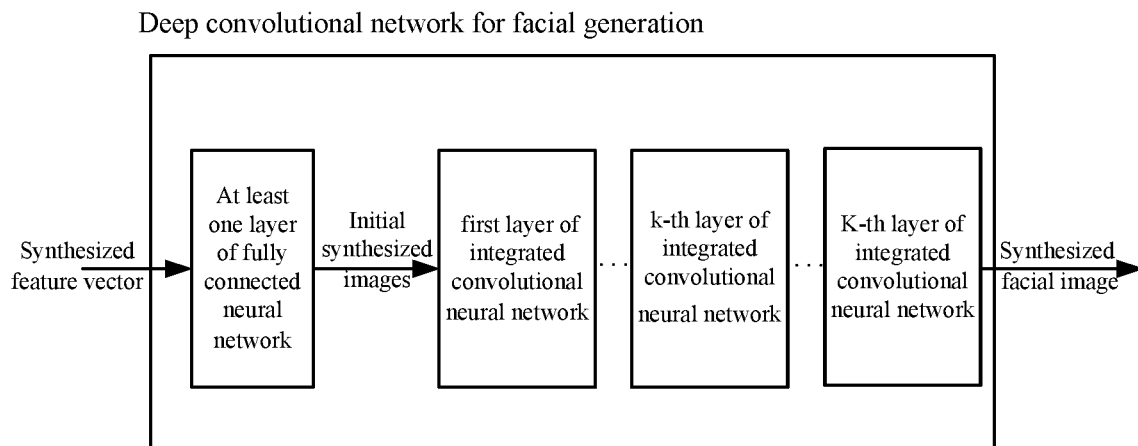 Deep convolutional network for facial generation
Synthesized
feature vector
At least
one layer
of fully
connected
neural
network
Initial
synthesized
images
first layer of
integrated
convolutional
neural network
...
k-th layer of
integrated
convolutional
neural network
...
K-th layer of
integrated
convolutional
neural network
Synthesized
facial image